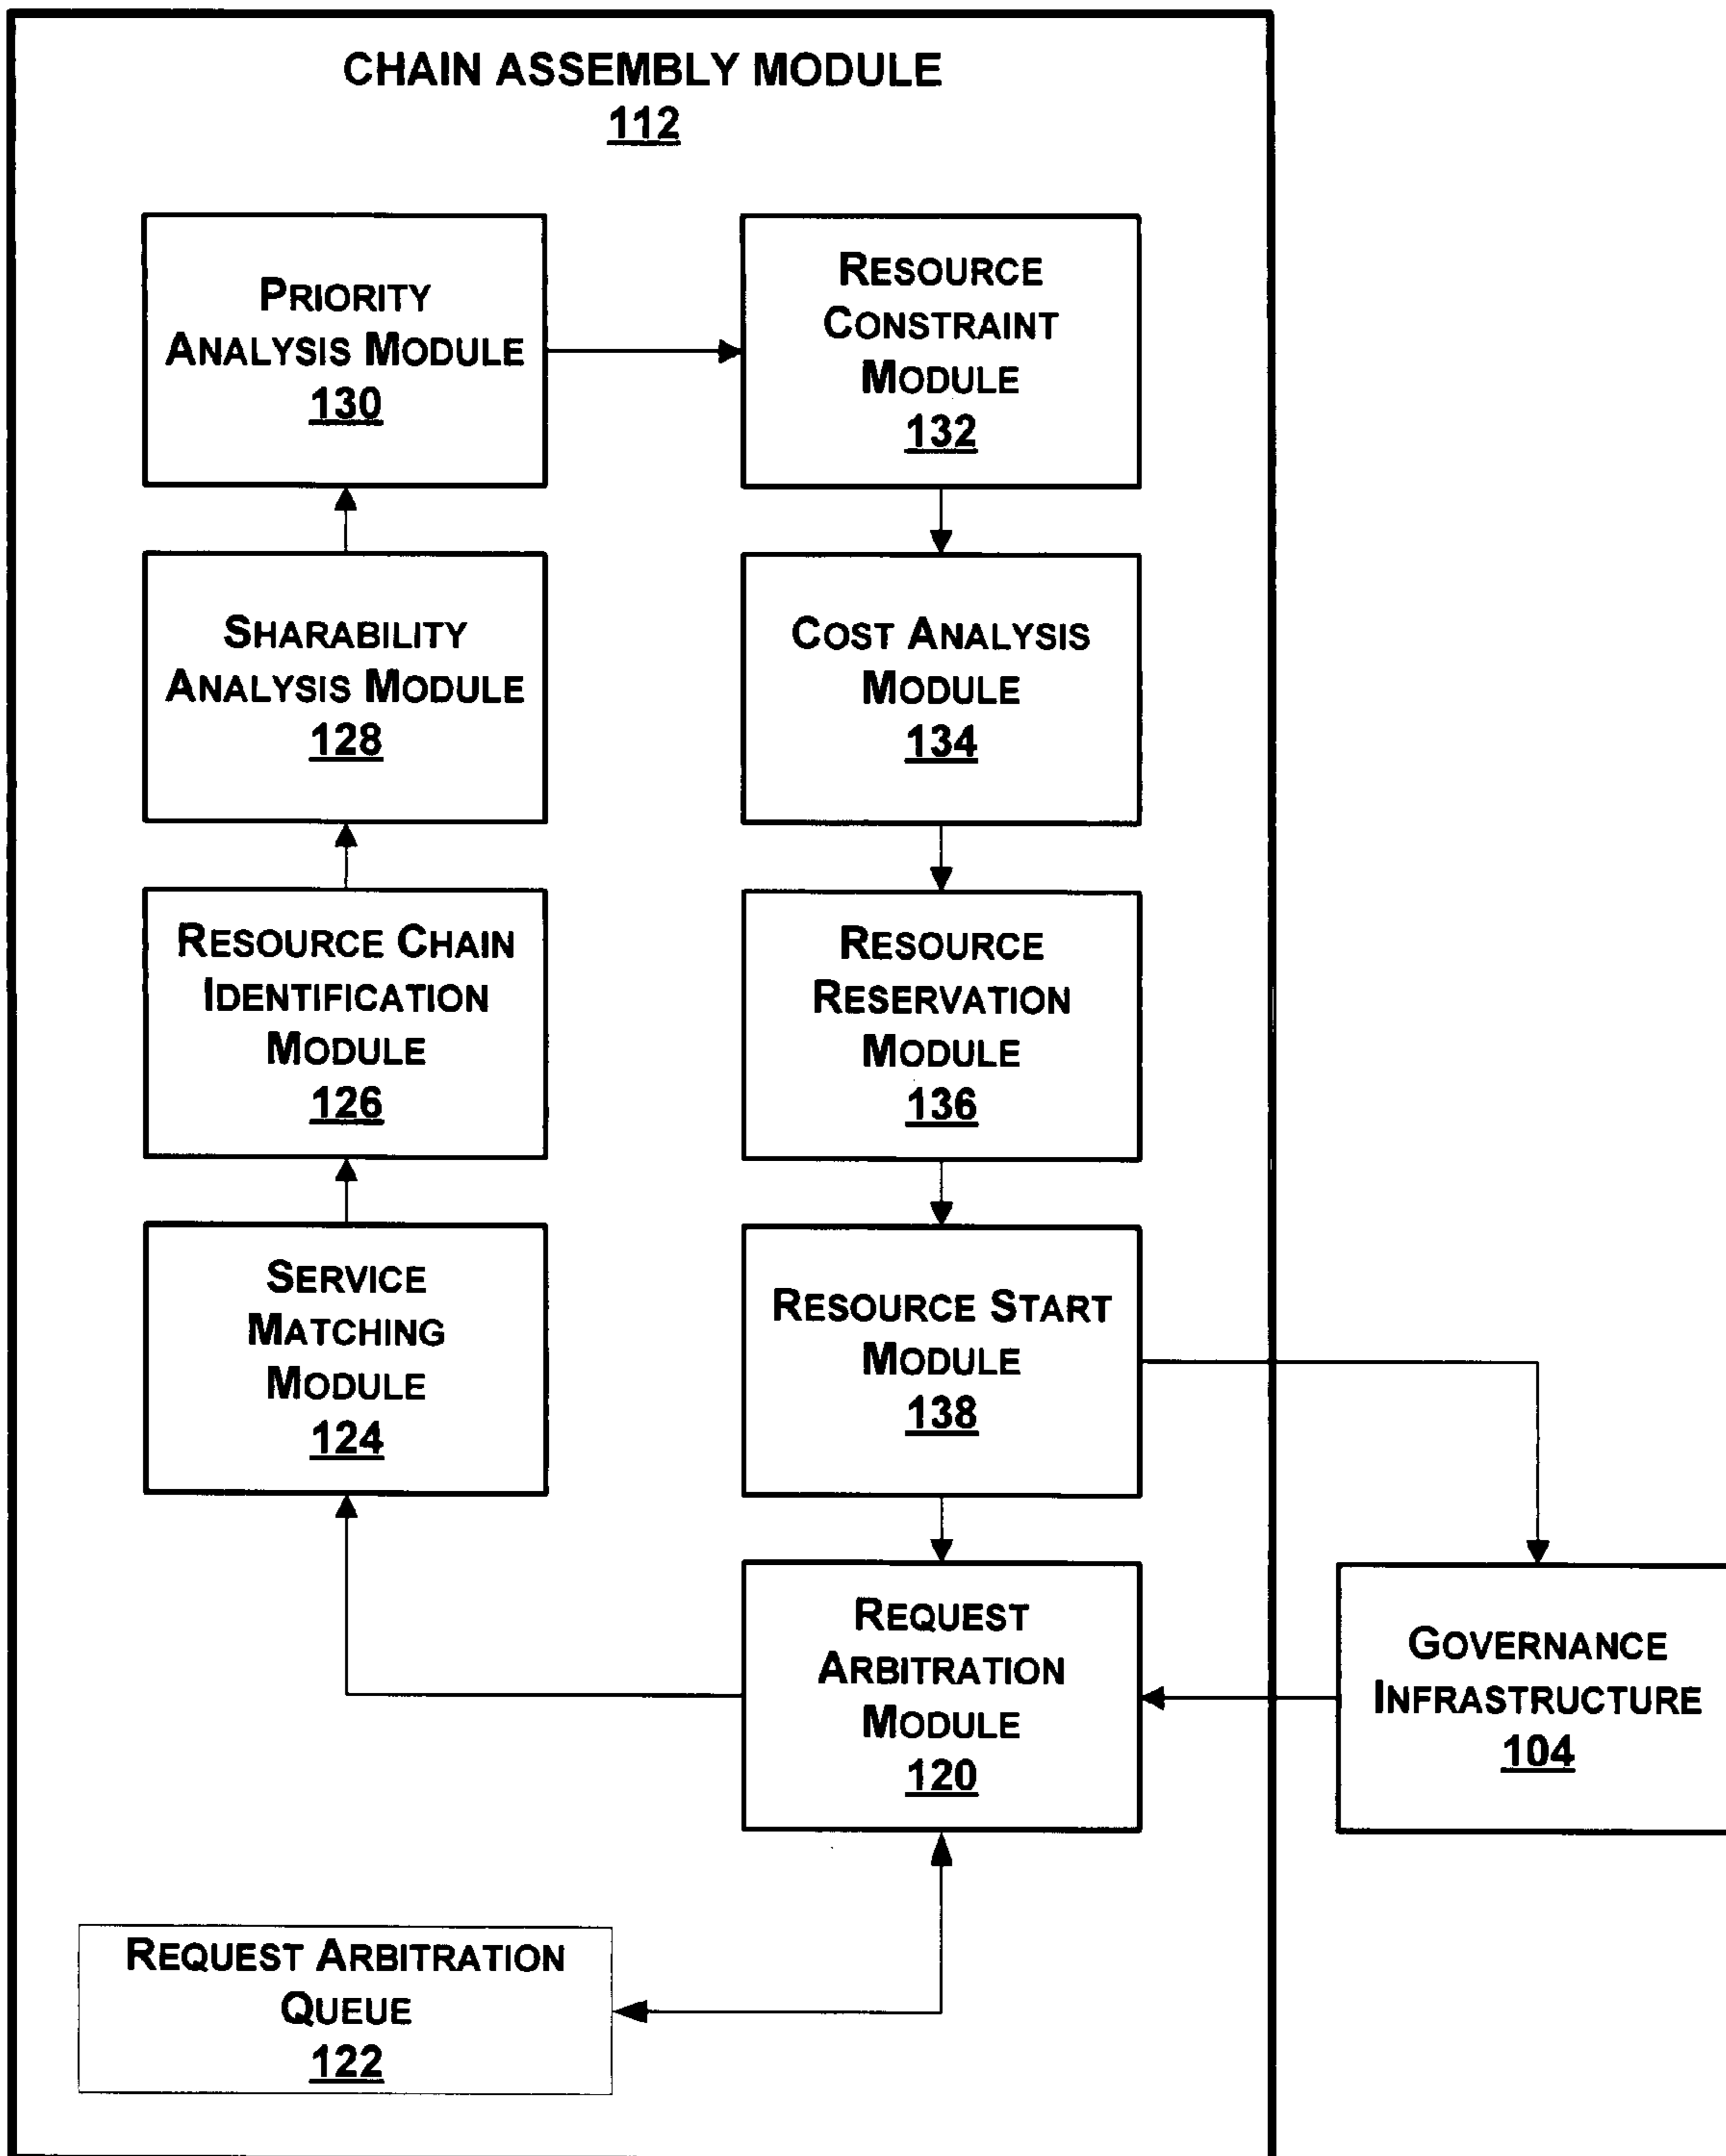 CHAIN ASSEMBLY MODULE
112
PRIORITY
ANALYSIS MODULE
130
RESOURCE
CONSTRAINT
MODULE
132
SHARABILITY
ANALYSIS MODULE
128
COST ANALYSIS
MODULE
134
RESOURCE CHAIN
IDENTIFICATION
MODULE
126
RESOURCE
RESERVATION
MODULE
136
SERVICE
MATCHING
MODULE
124
RESOURCE START
MODULE
138
REQUEST
ARBITRATION
MODULE
120
GOVERNANCE
INFRASTRUCTURE
104
REQUEST ARBITRATION
QUEUE
122